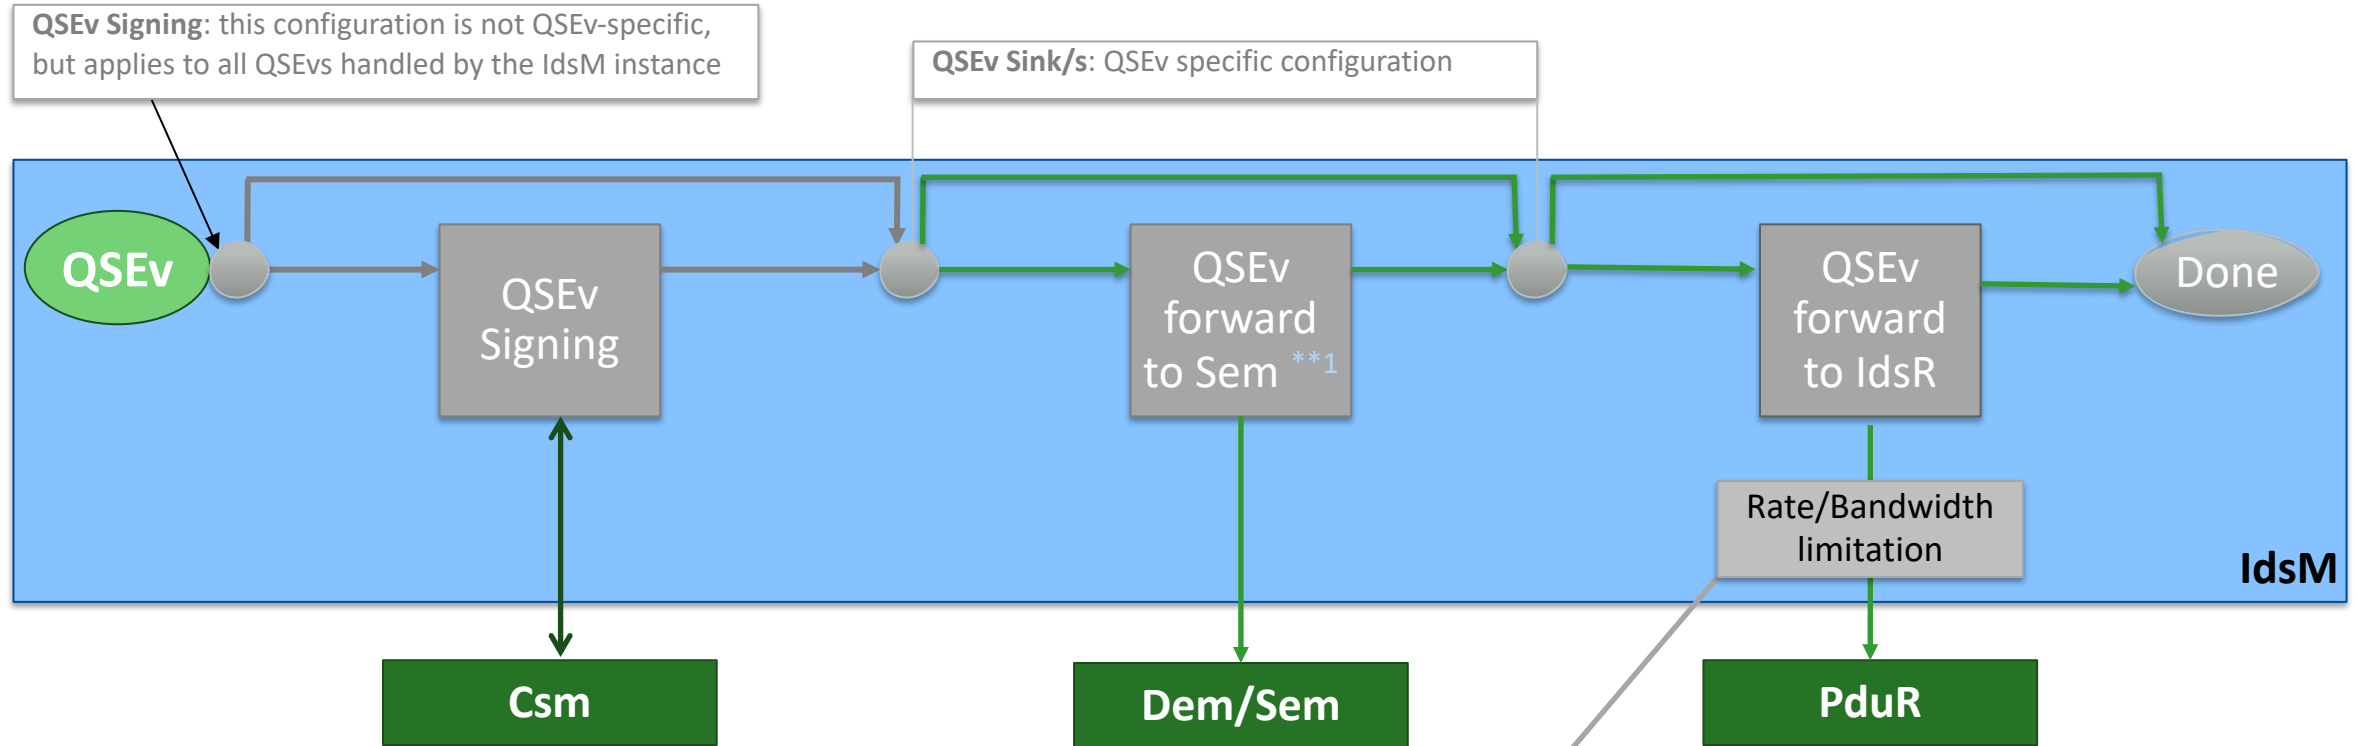 QSEv Signing: this configuration is not QSEv-specific,
but applies to all QSEvs handled by the IdsM instance
QSEv Sink/s: QSEv specific configuration
QSEv
QSEv
Signing
QSEv
forward
to Sem **1
QSEv
forward
to IdsR
Done
Rate/Bandwidth
limitation
IdsM
Csm
Dem/Sem
PduR